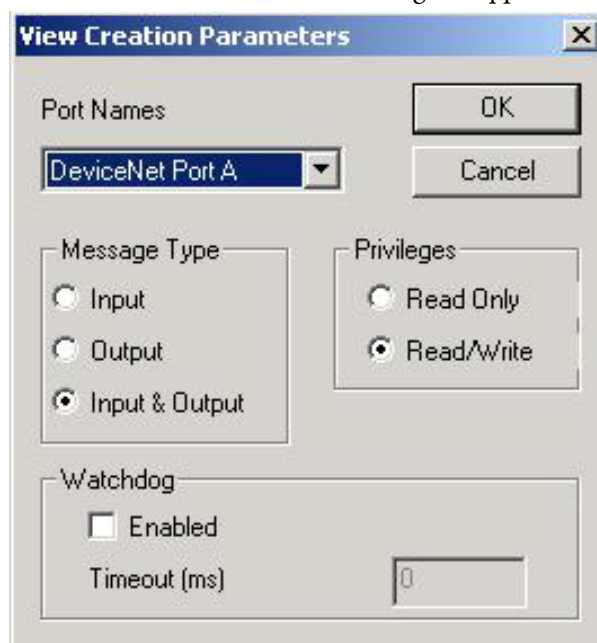 View Creation Parameters
Port Names
OK
DeviceNet Port A
Cancel
Message Type
Privileges
Input
Read Only
Output
Read/Write
Input & Output
Watchdog
Enabled
Timeout (ms)
0